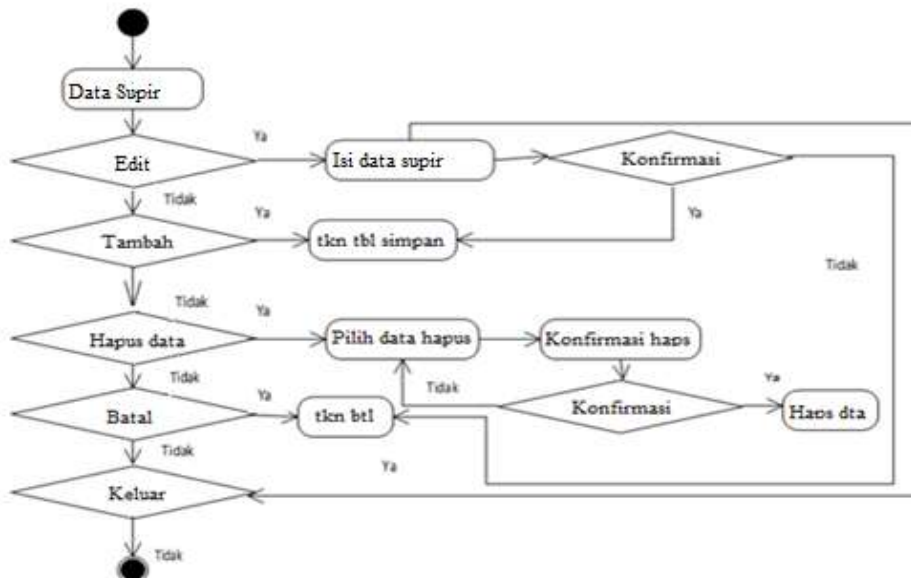 Data Supir
Ya
Edit
Isi data supir
Konfirmasi
Tidak
Ya
Ya
Tambah
tkn tbl simpan
Tidak
Tidak
Ya
Hapus data
Pilih data hapus
Konfirmasi haps
Tidak
Ya
Tidak
Ya
Batal
tkn btl
Konfirmasi
Haps dta
Tidak
Ya
Keluar
Tidak